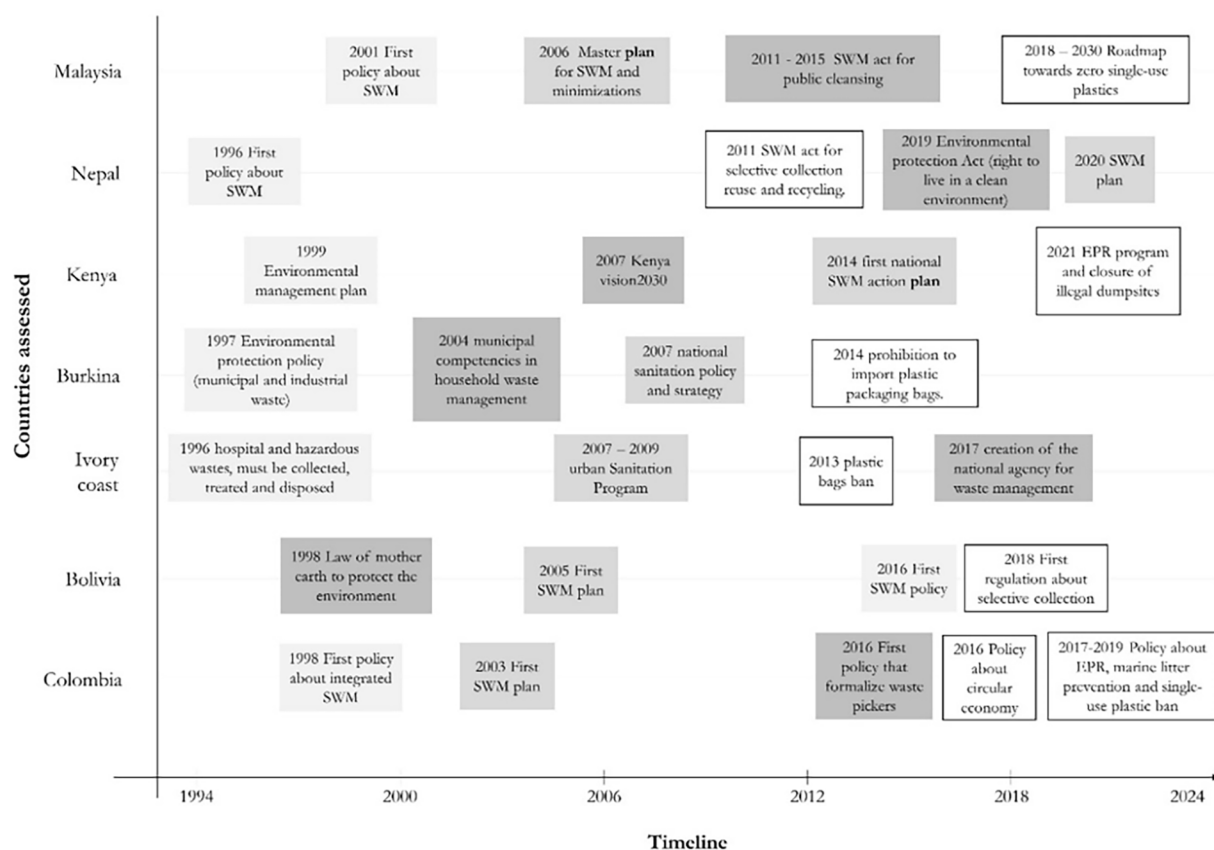 Malaysia
2001 First
policy about
SWM
2006 Master plan
for SWM and
minimizations
2011 - 2015 SWM act for
public cleansing
2018 – 2030 Roadmap
towards zero single-use
plastics
Nepal
1996 First
policy about
SWM
2011 SWM act for
selective collection
reuse and recycling.
2019 Environmental
protection Act (right to
live in a clean
environment)
2020 SWM
plan
Kenya
1999
Environmental
management plan
2007 Kenya
vision2030
2014 first national
SWM action plan
2021 EPR program
and closure of
illegal dumpsites
Burkina
1997 Environmental
protection policy
(municipal and industrial
waste)
2004 municipal
competencies in
household waste
management
2007 national
sanitation policy
and strategy
2014 prohibition to
import plastic
packaging bags.
Ivory
coast
1996 hospital and hazardous
wastes, must be collected,
treated and disposed
2007 – 2009
urban Sanitation
Program
2013 plastic
bags ban
2017 creation of the
national agency for
waste management
Bolivia
1998 Law of mother
earth to protect the
environment
2005 First
SWM plan
2016 First
SWM policy
2018 First
regulation about
selective collection
Colombia
1998 First policy
about integrated
SWM
2003 First
SWM plan
2016 First
policy that
formalize waste
pickers
2016 Policy
about
circular
economy
2017-2019 Policy about
EPR, marine litter
prevention and single-
use plastic ban
Countries assessed
1994 2000 2006 2012 2018 2024
Timeline